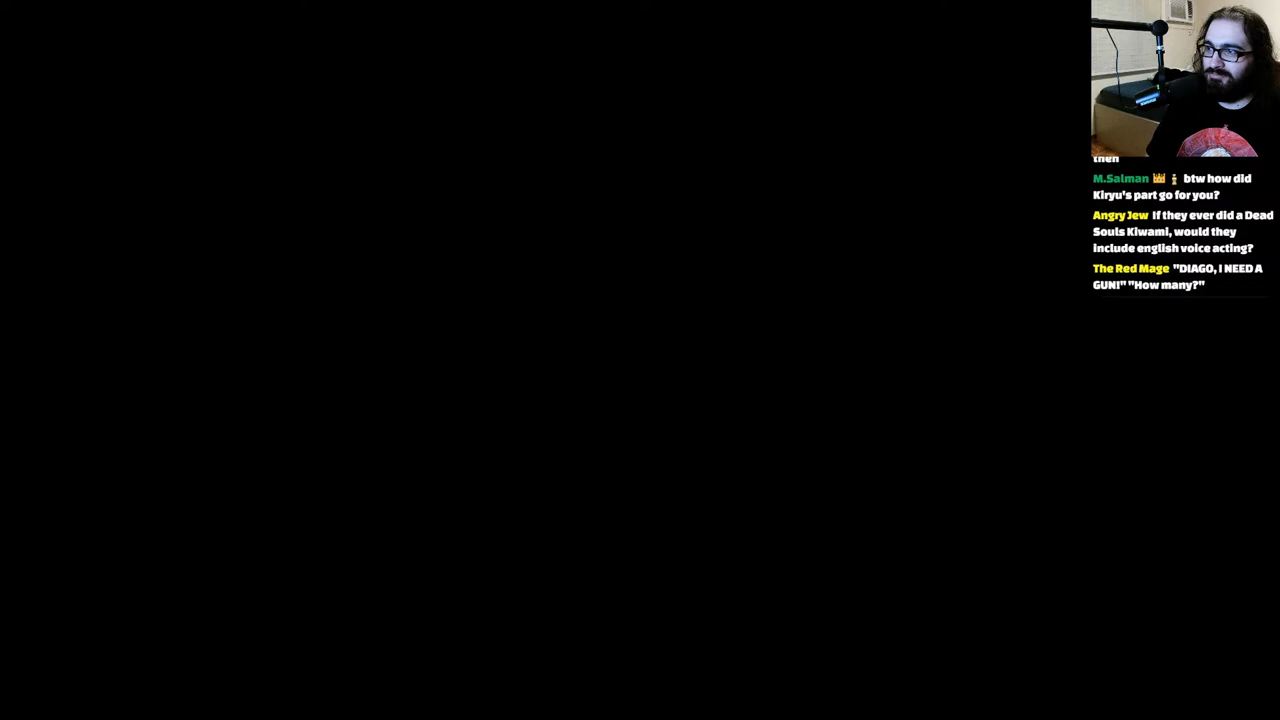 then
M.Salman btw how did
Kiryu's part go for you?
Angry Jew If they ever did a Dead
Souls Kiwami, would they
include english voice acting?
The Red Mage "DIAGO, I NEED A
GUN!" "How many?"